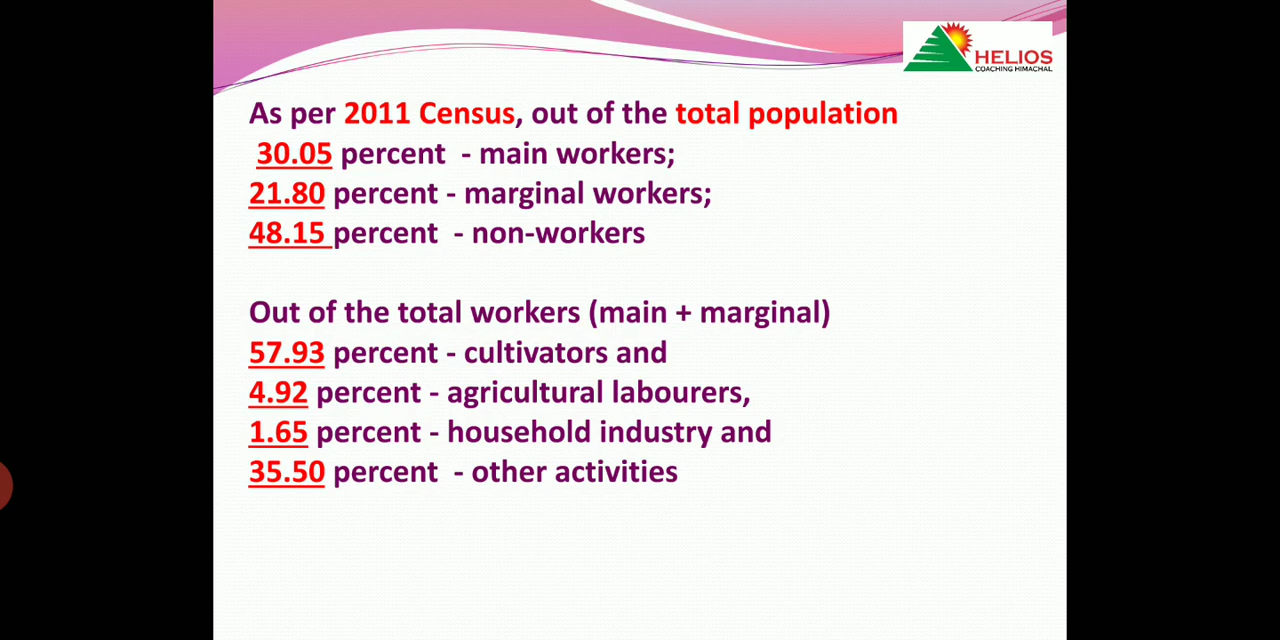 HELIOS
COACHING HIMACHAL
As per 2011 Census, out of the total population
30.05 percent - main workers;
21.80 percent - marginal workers;
48.15 percent - non-workers
Out of the total workers (main + marginal)
57.93 percent - cultivators and
4.92 percent - agricultural labourers,
1.65 percent - household industry and
35.50 percent - other activities